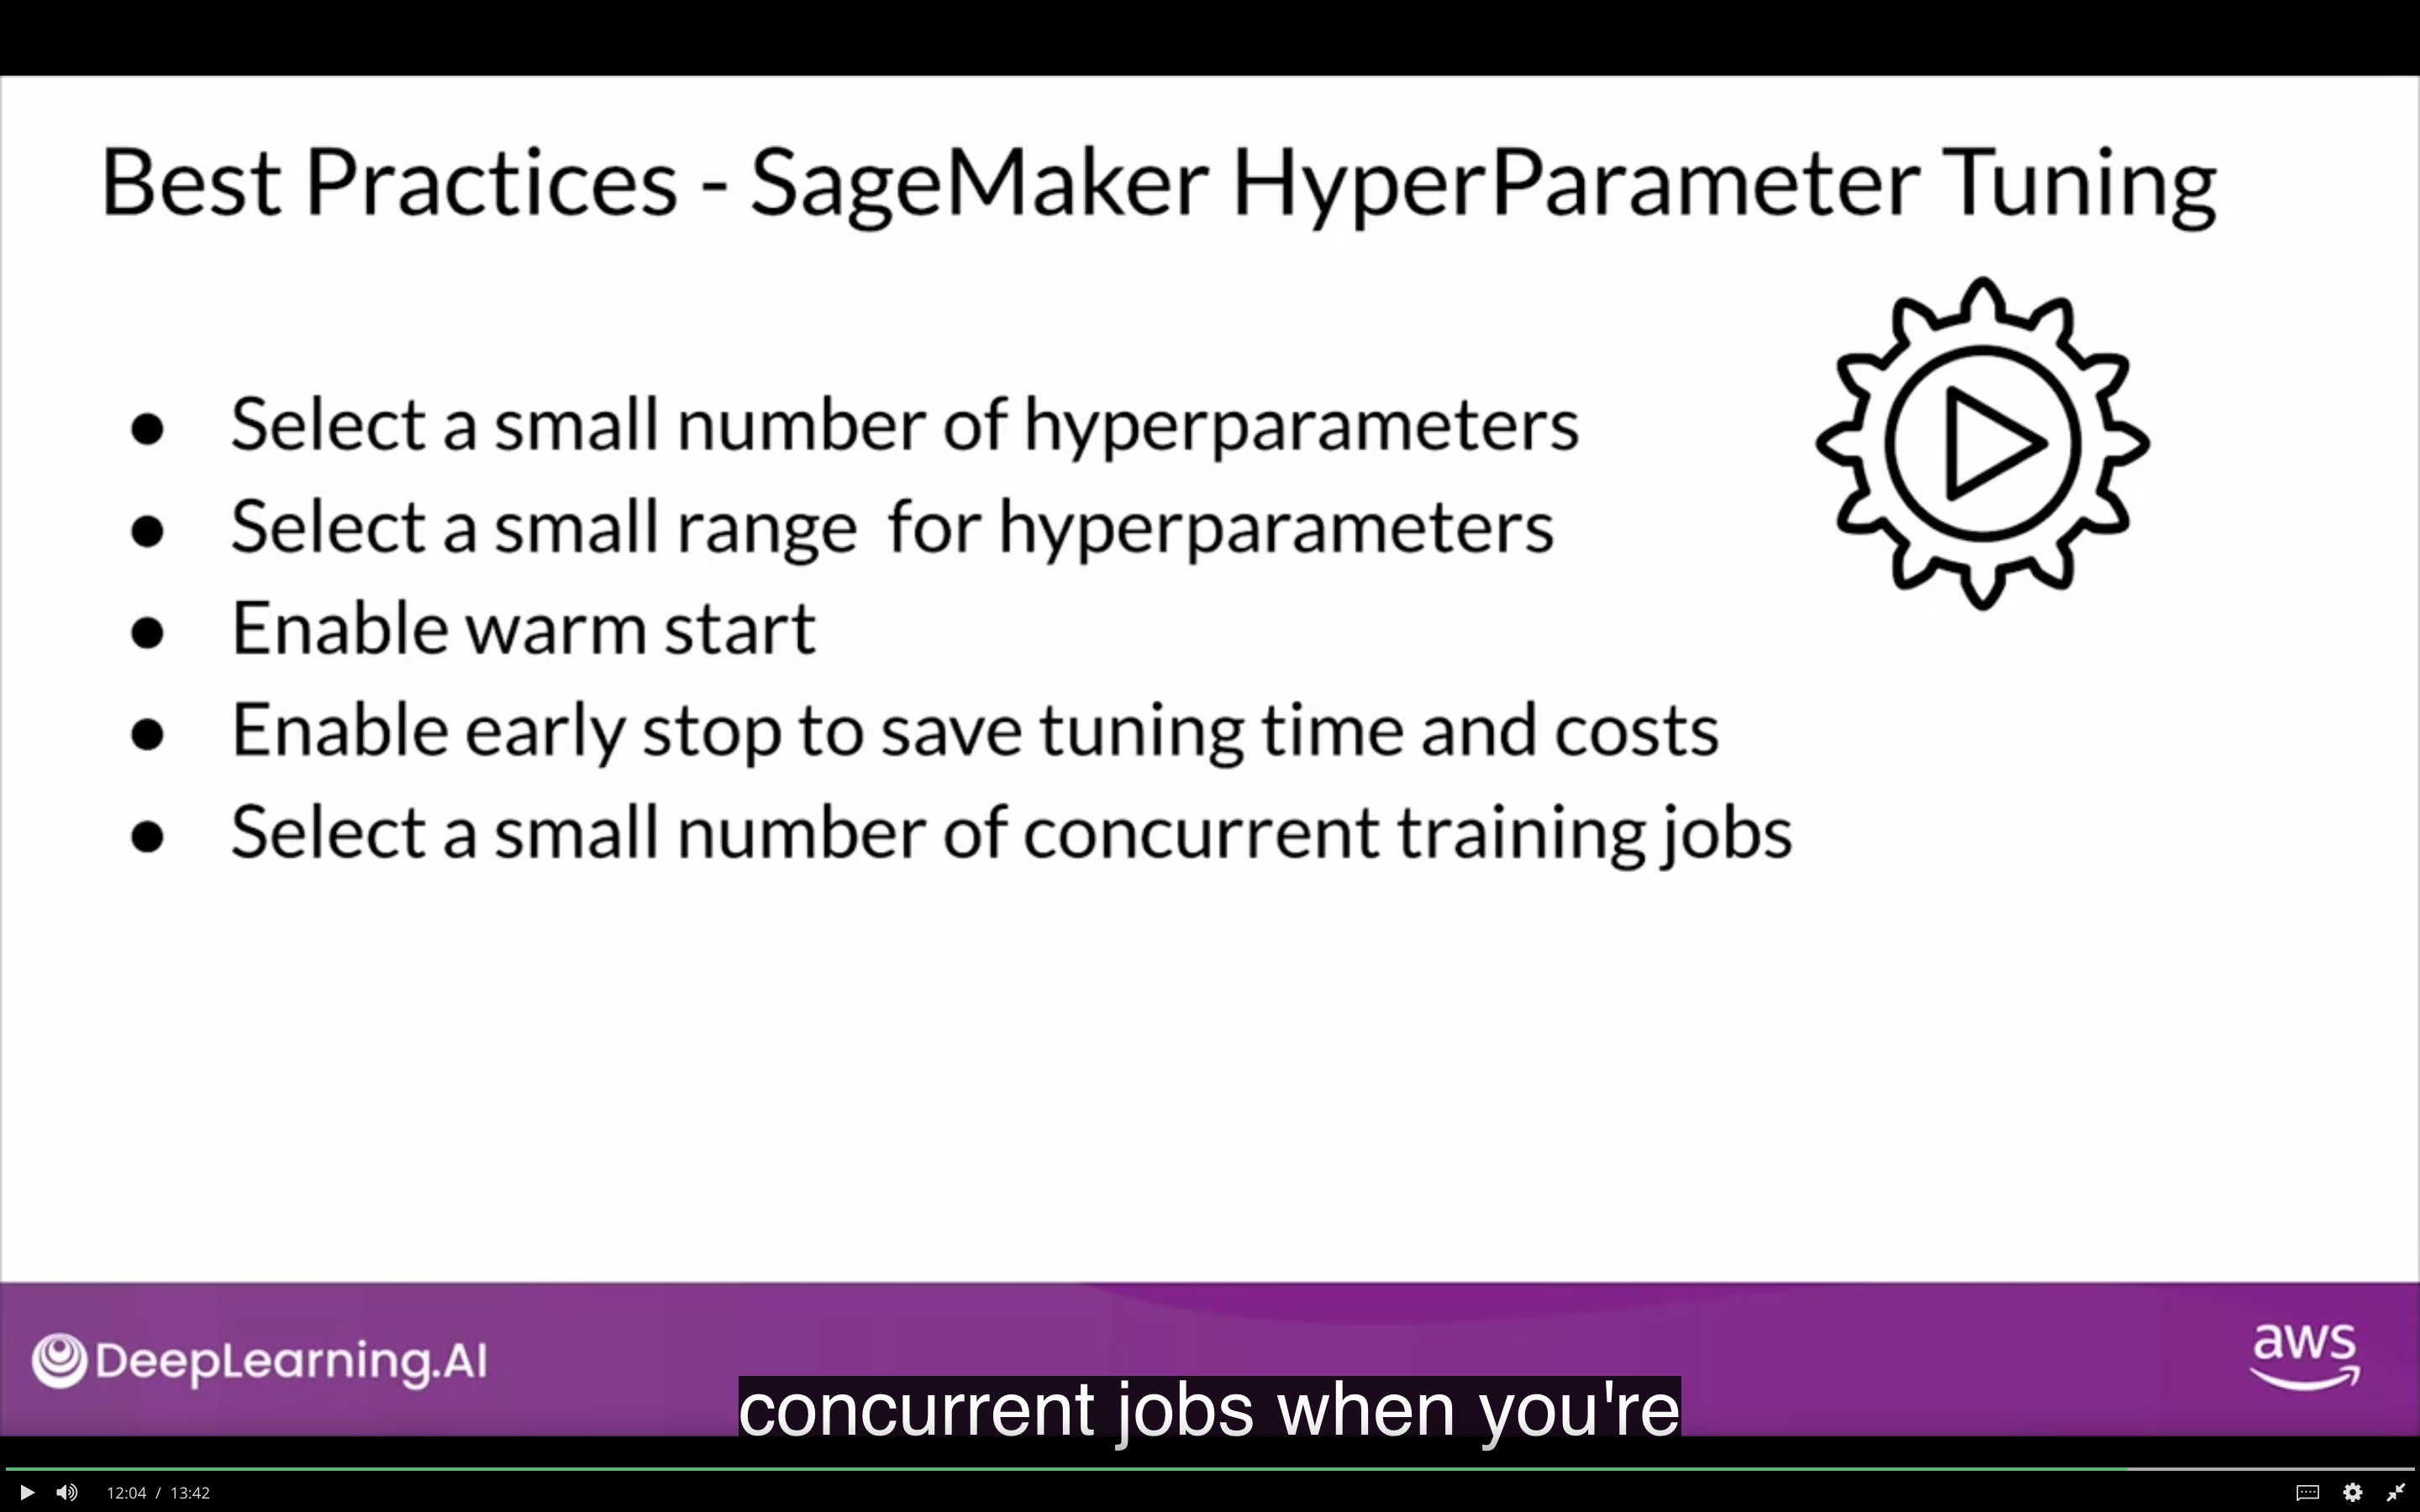 Best Practices - SageMaker HyperParameter Tuning
● Select a small number of hyperparameters
● Select a small range  for hyperparameters
● Enable warm start
● Enable early stop to save tuning time and costs
● Select a small number of concurrent training jobs
DeepLearning.AI
aws
concurrent jobs when you're
12:04 / 13:42